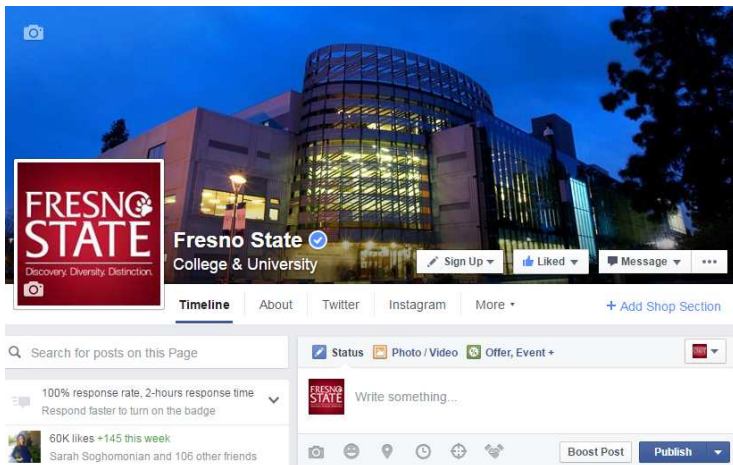 FRESNO
STATE
Discovery. Diversity. Distinction.
Fresno State
College & University
Sign Up
Liked
Message
Timeline About Twitter Instagram More
+ Add Shop Section
Search for posts on this Page
100% response rate, 2-hours response time
Respond faster to turn on the badge
60K likes +145 this week
Sarah Soghomonian and 106 other friends
Status Photo / Video Offer, Event +
FRESNO
STATE
Write something...
Boost Post Publish